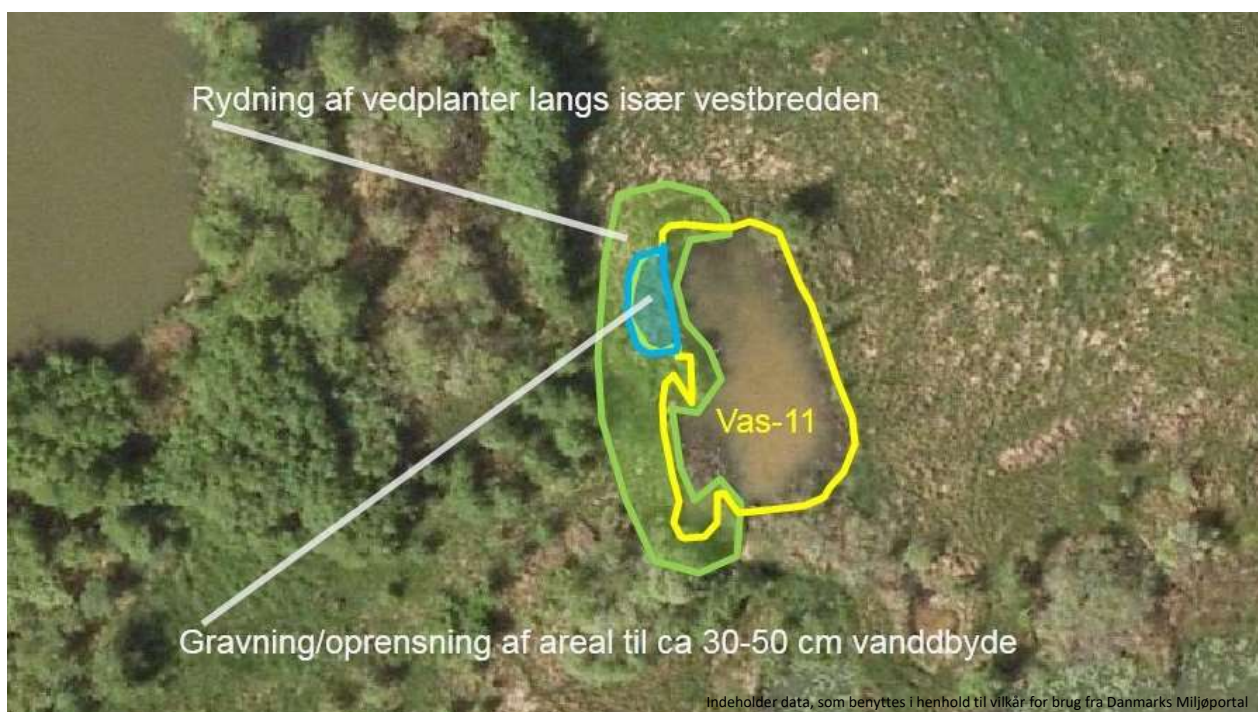 Rydning af vedplanter langs især vestbredden
Vas-11
Gravning/oprensning af areal til ca 30-50 cm vanddbyde
Indeholder data, som benyttes i henhold til vilkår for brug fra Danmarks Miljøportal